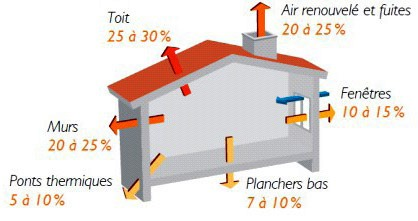 Toit
25 à 30 %
Air renouvelé et fuites
20 à 25 %
Fenêtres
10 à 15 %
Murs
20 à 25 %
Ponts thermiques
5 à 10 %
Planchers bas
7 à 10 %